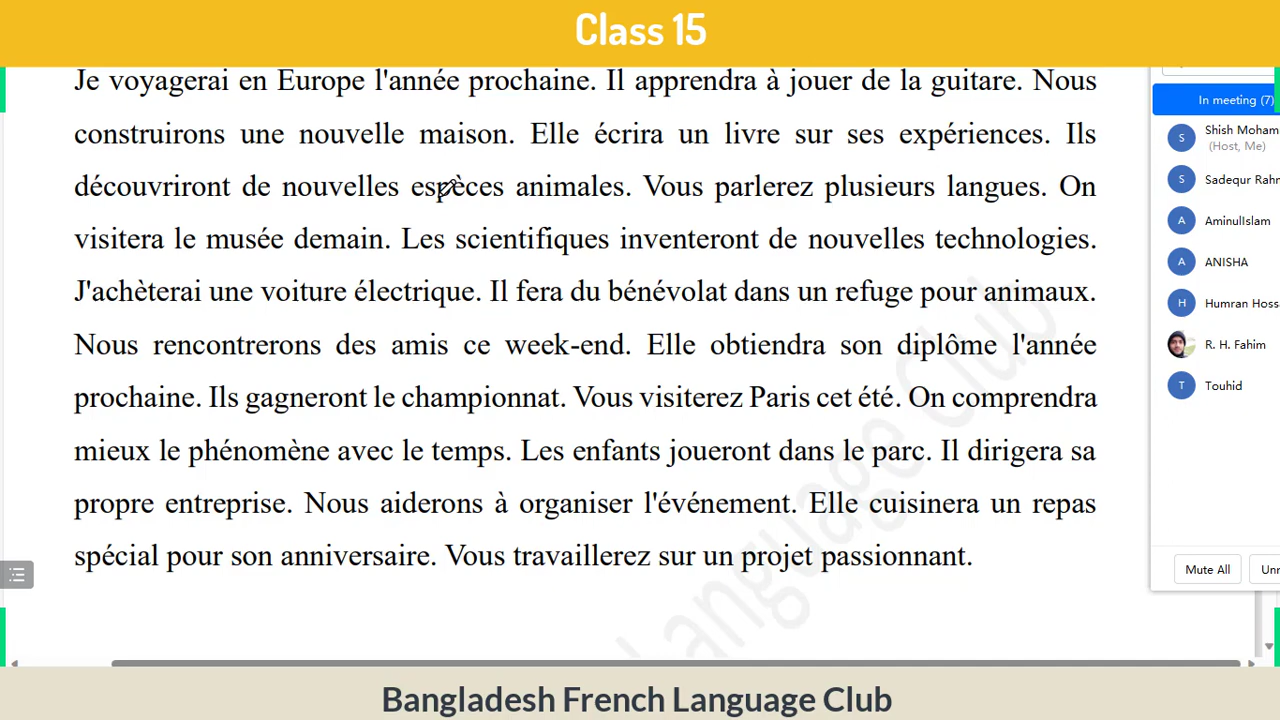 Class 15
Je voyagerai en Europe l'année prochaine. Il apprendra à jouer de la guitare. Nous
construirons une nouvelle maison. Elle écrira un livre sur ses expériences. Ils
découvriront de nouvelles espèces animales. Vous parlerez plusieurs langues. On
visitera le musée demain. Les scientifiques inventeront de nouvelles technologies.
J'achèterai une voiture électrique. Il fera du bénévolat dans un refuge pour animaux.
Nous rencontrerons des amis ce week-end. Elle obtiendra son diplôme l'année
prochaine. Ils gagneront le championnat. Vous visiterez Paris cet été. On comprendra
mieux le phénomène avec le temps. Les enfants joueront dans le parc. Il dirigera sa
propre entreprise. Nous aiderons à organiser l'événement. Elle cuisinera un repas
spécial pour son anniversaire. Vous travaillerez sur un projet passionnant.
Language Club
In meeting (7)
S Shish Moham
(Host, Me)
S Sadequr Rahm
A AminulIslam
A ANISHA
H Humran Hoss
R. H. Fahim
T Touhid
Mute All
Bangladesh French Language Club